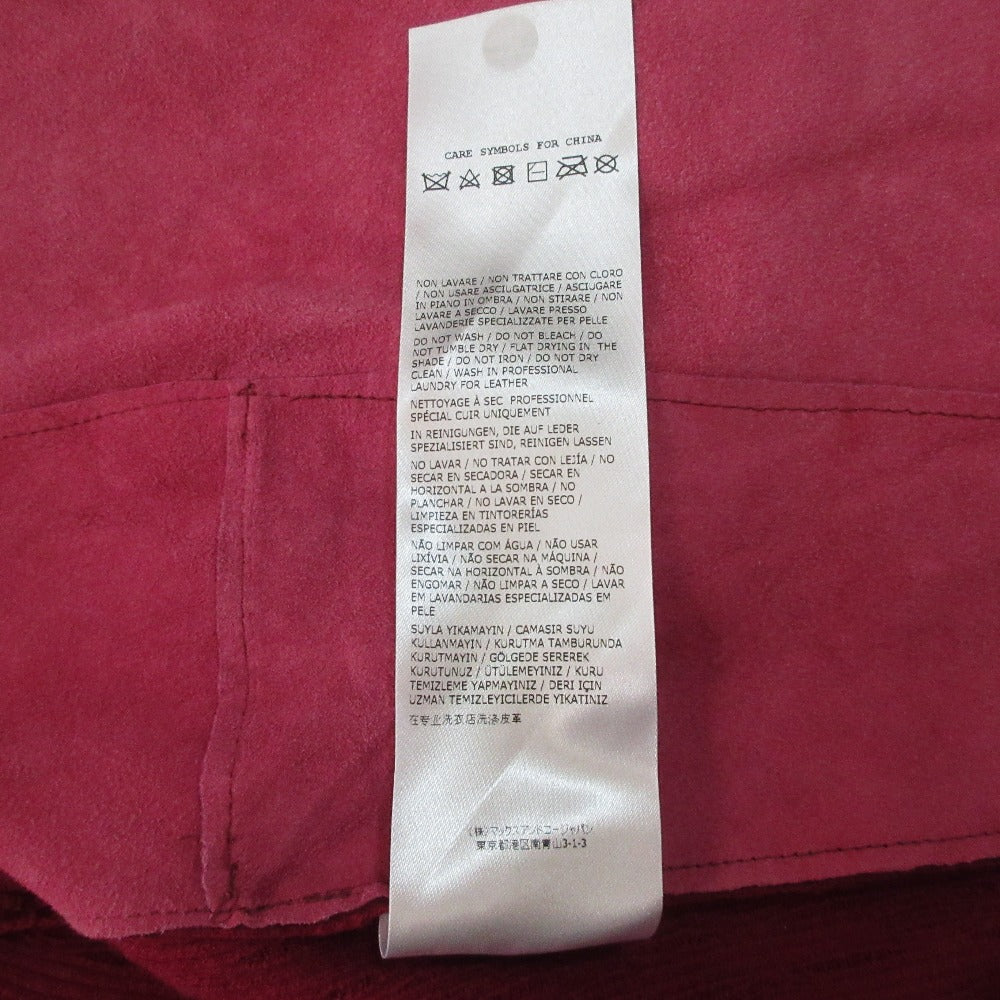 CARE SYMBOLS FOR CHINA
NON LAVARE / NON TRATTARE CON CLORO
/ NON USARE ASCIUGATRICE / ASCIUGARE
IN PIANO IN OMBRA / NON STIRARE / NON
LAVARE A SECCO / LAVARE PRESSO
LAVANDERIE SPECIALIZZATE PER PELLE
DO NOT WASH / DO NOT BLEACH / DO
NOT TUMBLE DRY / FLAT DRYING IN THE
SHADE / DO NOT IRON / DO NOT DRY
CLEAN / WASH IN PROFESSIONAL
LAUNDRY FOR LEATHER
NETTOYAGE À SEC PROFESSIONNEL
SPÉCIAL CUIR UNIQUEMENT
IN REINIGUNGEN, DIE AUF LEDER
SPEZIALISIERT SIND, REINIGEN LASSEN
NO LAVAR / NO TRATAR CON LEJÍA / NO
SECAR EN SECADORA / SECAR EN
HORIZONTAL A LA SOMBRA / NO
PLANCHAR / NO LAVAR EN SECO /
LIMPIEZA EN TINTORERÍAS
ESPECIALIZADAS EN PIEL
NÃO LIMPAR COM ÁGUA / NÃO USAR
LIXÍVIA / NÃO SECAR NA MÁQUINA /
SECAR NA HORIZONTAL À SOMBRA / NÃO
ENGOMAR / NÃO LIMPAR A SECO / LAVAR
EM LAVANDARIAS ESPECIALIZADAS EM
PELE
SUYLA YIKAMAYIN / CAMASIR SUYU
KULLANMAYIN / KURUTMA TAMBURUNDA
KURUTMAYIN / GÖLGEDE SEREREK
KURUTUNUZ / ÜTÜLEMEYINIZ / KURU
TEMIZLEME YAPMAYINIZ / DERI IÇIN
UZMAN TEMIZLEYICILERDE YIKATINIZ
在专业洗衣店洗涤皮革
(株)マックスアンドコージャパン
東京都港区南青山3-1-3